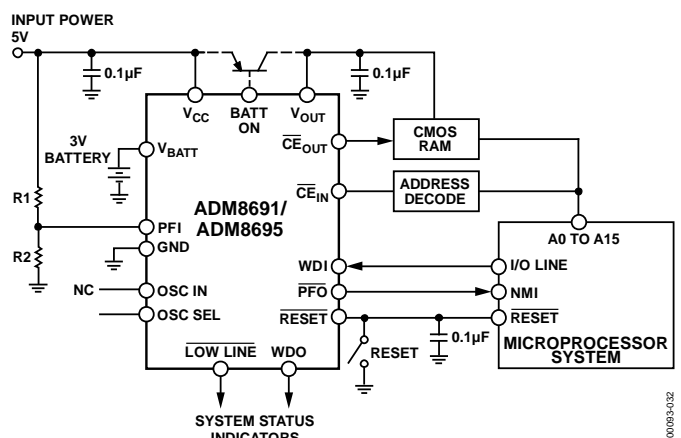 INPUT POWER
5V
0.1µF
0.1µF
VCC
BATT
ON
VOUT
3V
BATTERY
VBATT
CEOUT
CMOS
RAM
R1
CEIN
ADDRESS
DECODE
ADM8691/
ADM8695
PFI
A0 TO A15
R2
GND
WDI
I/O LINE
NC
OSC IN
PFO
NMI
OSC SEL
RESET
RESET
0.1µF
RESET
MICROPROCESSOR
SYSTEM
LOW LINE
WDO
SYSTEM STATUS
INDICATORS
00093-032